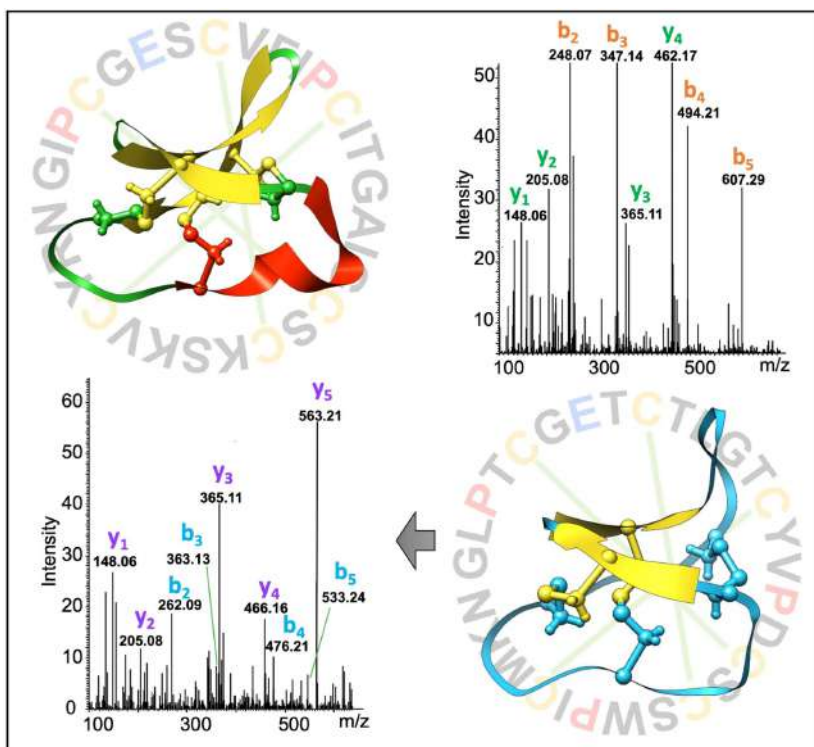 GIPCGESCVFIPCITGAIGCSCKSKVCYRN
Intensity
50
40
30
20
10
100
300
500
m/z
y1
148.06
y2
205.08
b2
248.07
b3
347.14
y3
365.11
y4
462.17
b4
494.21
b5
607.29
Intensity
60
50
40
30
20
10
0
100
300
500
m/z
y1
148.06
y2
205.08
b2
262.09
b3
363.13
y3
365.11
y4
466.16
b4
476.21
y5
563.21
b5
533.24
GLPTCGETCTLGTCYVPDCSCSWPICMKN